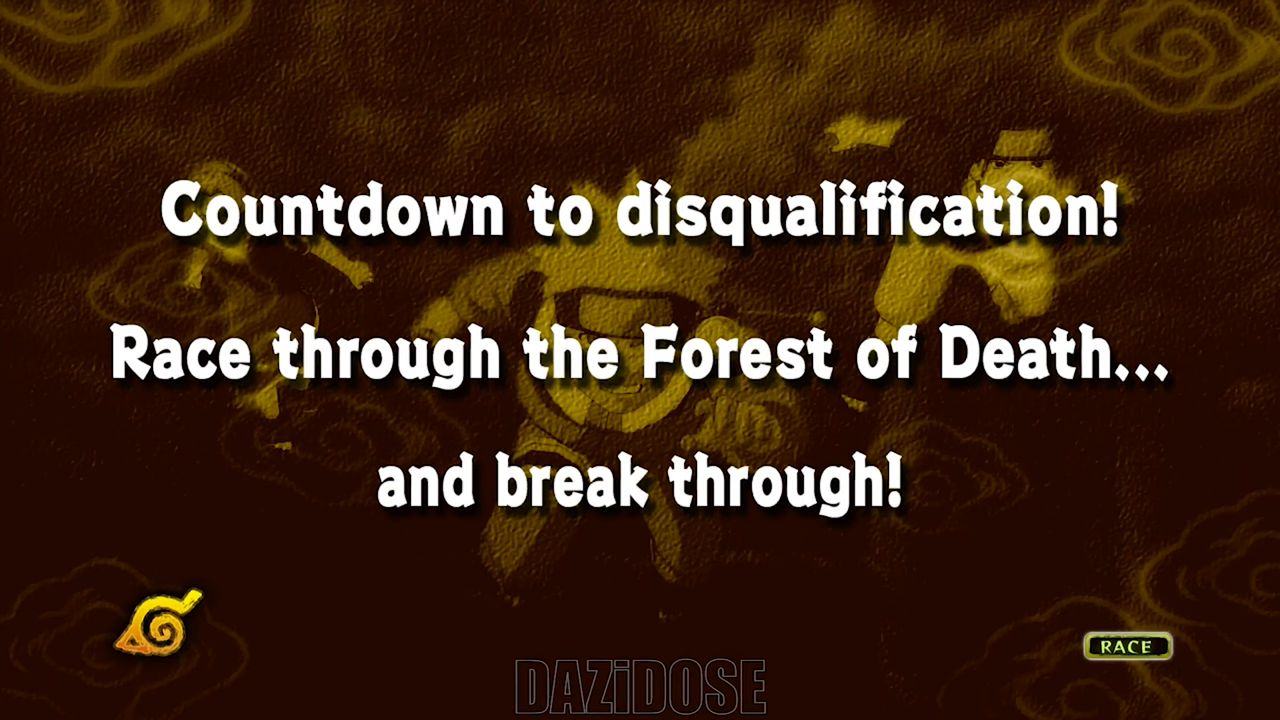 Countdown to disqualification!
Race through the Forest of Death...
and break through!
RACE
DAZiDOSE